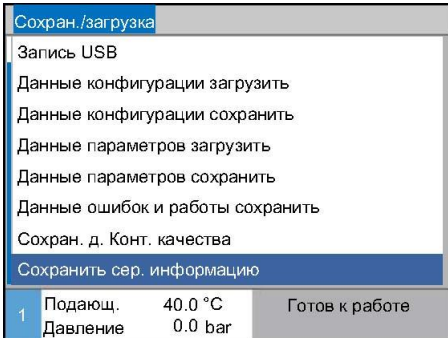 Сохран./загрузка
Запись USB
Данные конфигурации загрузить
Данные конфигурации сохранить
Данные параметров загрузить
Данные параметров сохранить
Данные ошибок и работы сохранить
Сохран. д. Конт. качества
Сохранить сер. информацию
1 Подающ. 40.0 °C Готов к работе
Давление 0.0 bar